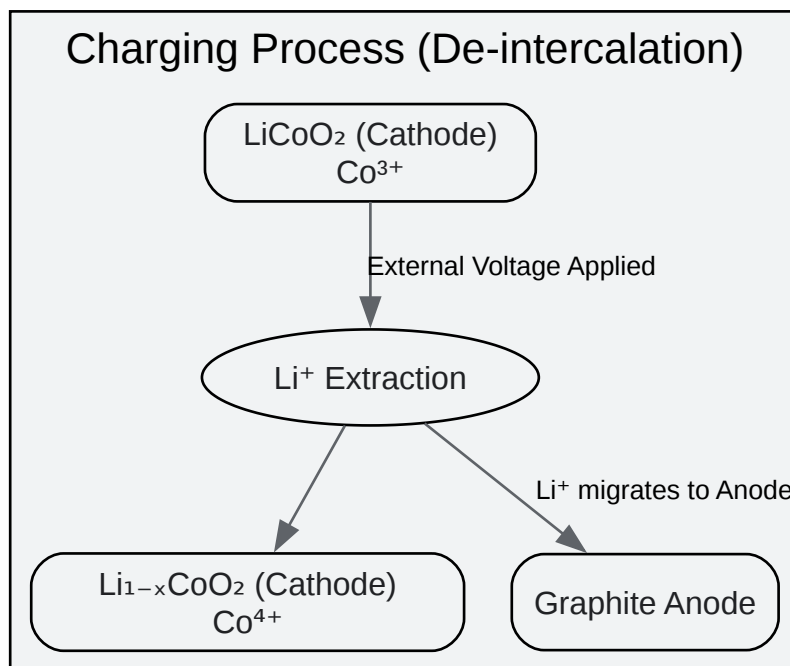 Charging Process (De-intercalation)
LiCoO₂ (Cathode)
Co³⁺
External Voltage Applied
Li⁺ Extraction
Li⁺ migrates to Anode
Li₁₋ₓCoO₂ (Cathode)
Co⁴⁺
Graphite Anode